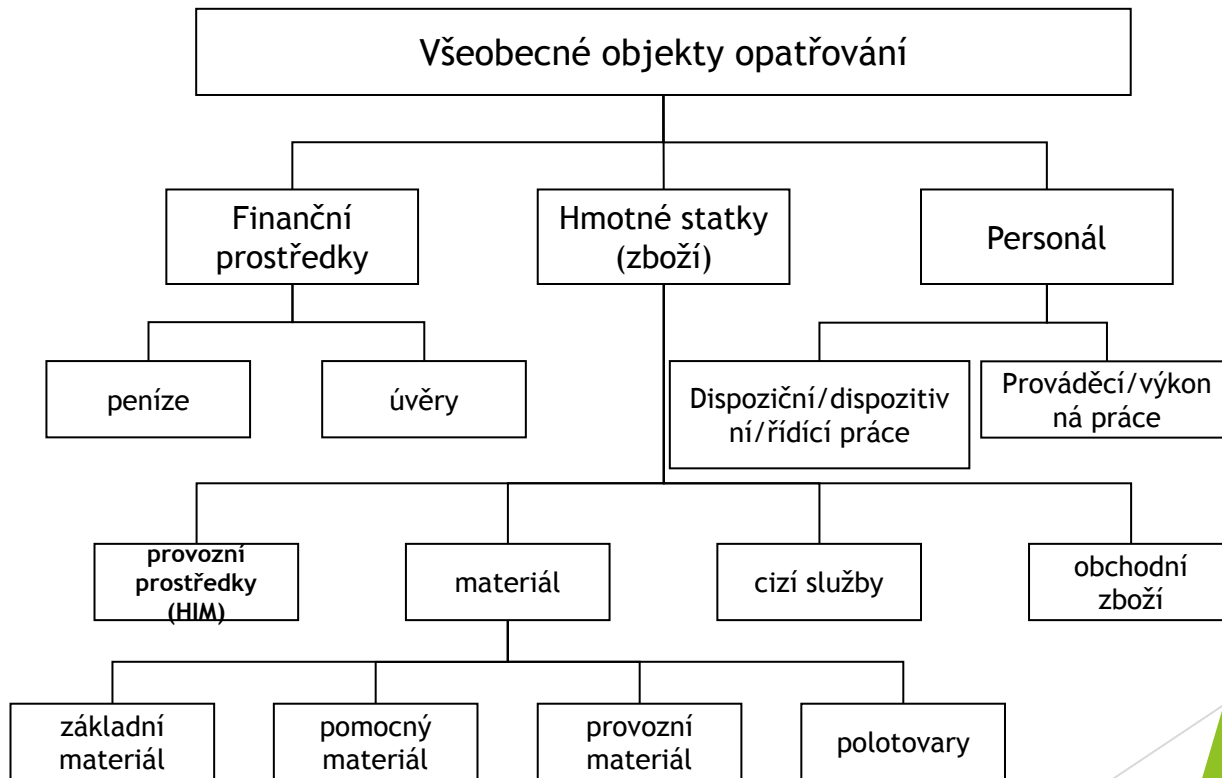 Všeobecné objekty opatřování
Finanční
prostředky
Hmotné statky
(zboží)
Personál
peníze
úvěry
Dispoziční/dispozitiv
ní/řídící práce
Prováděcí/výkon
ná práce
provozní
prostředky
(HIM)
materiál
cizí služby
obchodní
zboží
základní
materiál
pomocný
materiál
provozní
materiál
polotovary